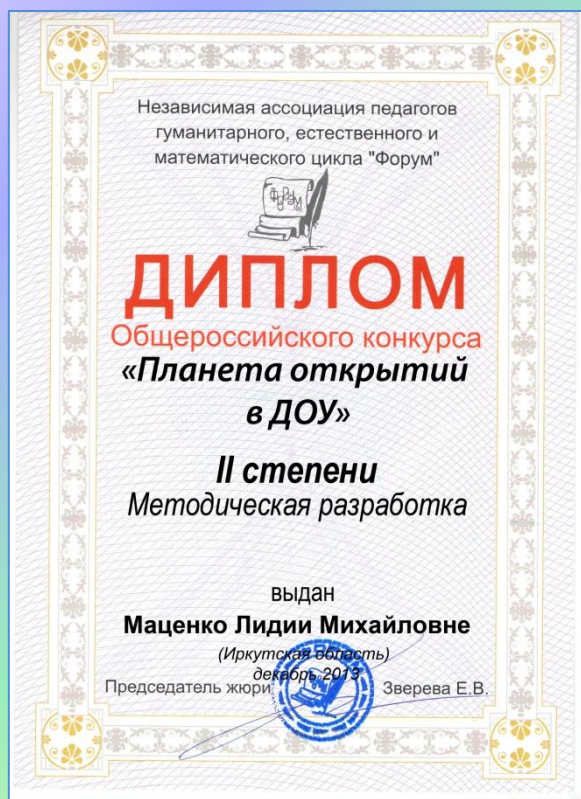 Независимая ассоциация педагогов
гуманитарного, естественного и
математического цикла "Форум"
ФОРУМ
ДИПЛОМ
Общероссийского конкурса
«Планета открытий
в ДОУ»
II степени
Методическая разработка
выдан
Маценко Лидии Михайловне
(Иркутская область)
декабрь 2013
Председатель жюри Зверева Е.В.